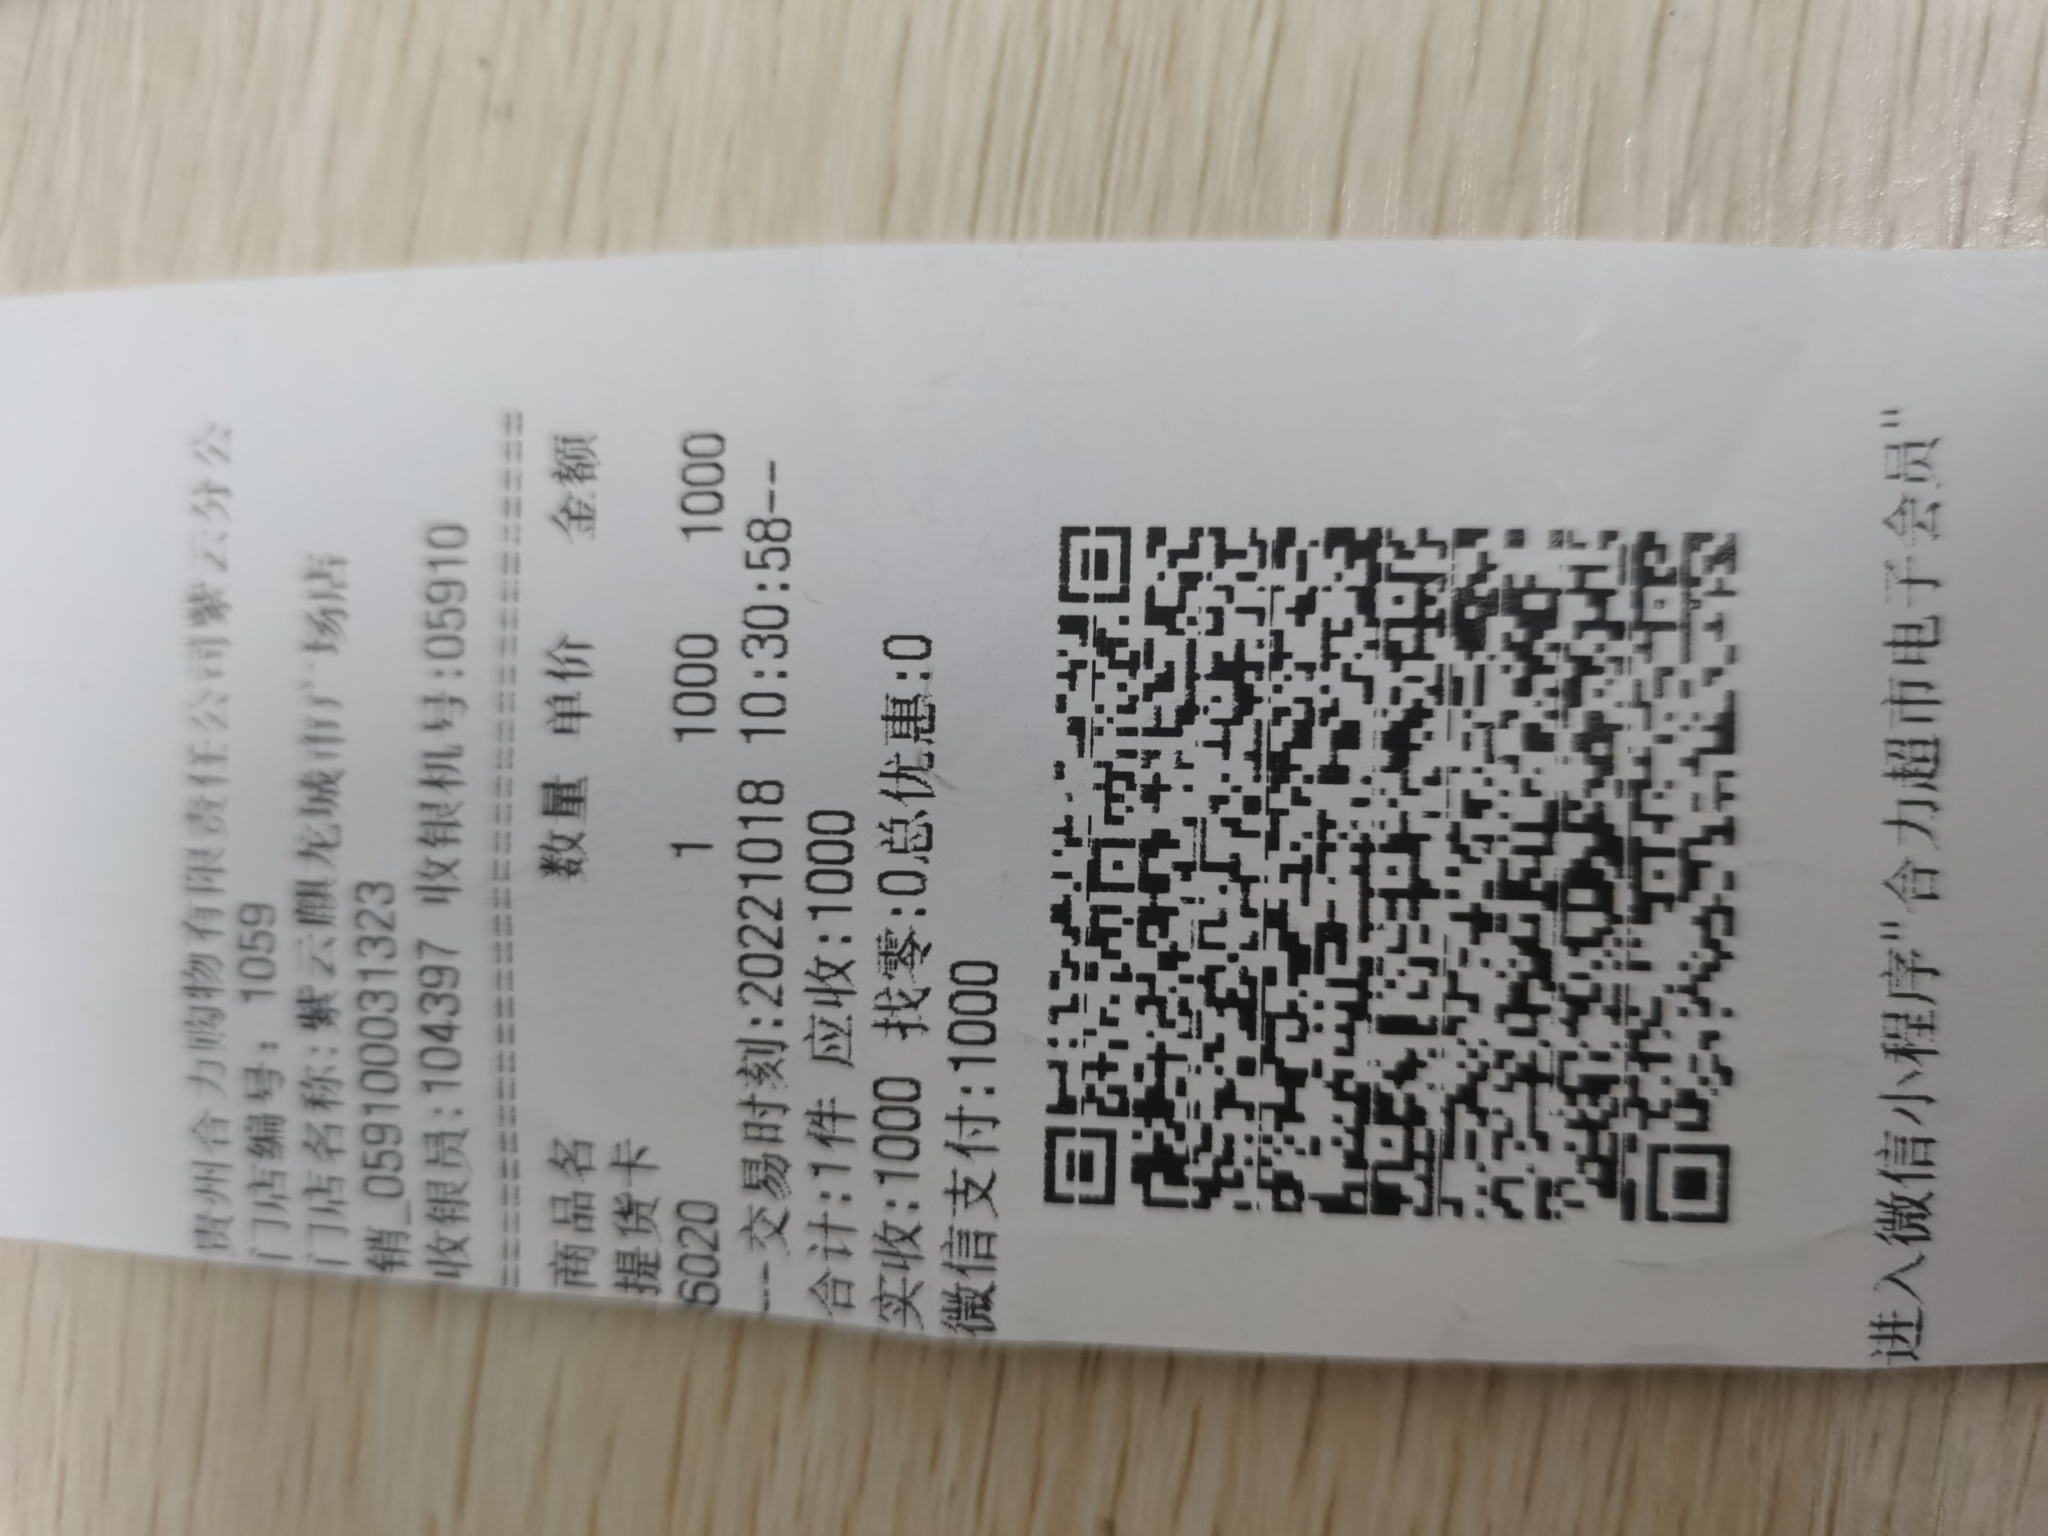 贵州合力购物有限责任公司紫云分公
门店编号：1059
门店名称:紫云麒龙城市广场店
销_0591000031323
收银员:104397 收银机号:05910
================================
商品名 数量 单价 金额
提货卡
6020 1 1000 1000
---交易时刻:20221018 10:30:58--
合计:1件 应收:1000
实收:1000 找零:0总优惠:0
微信支付:1000
进入微信小程序"合力超市电子会员"